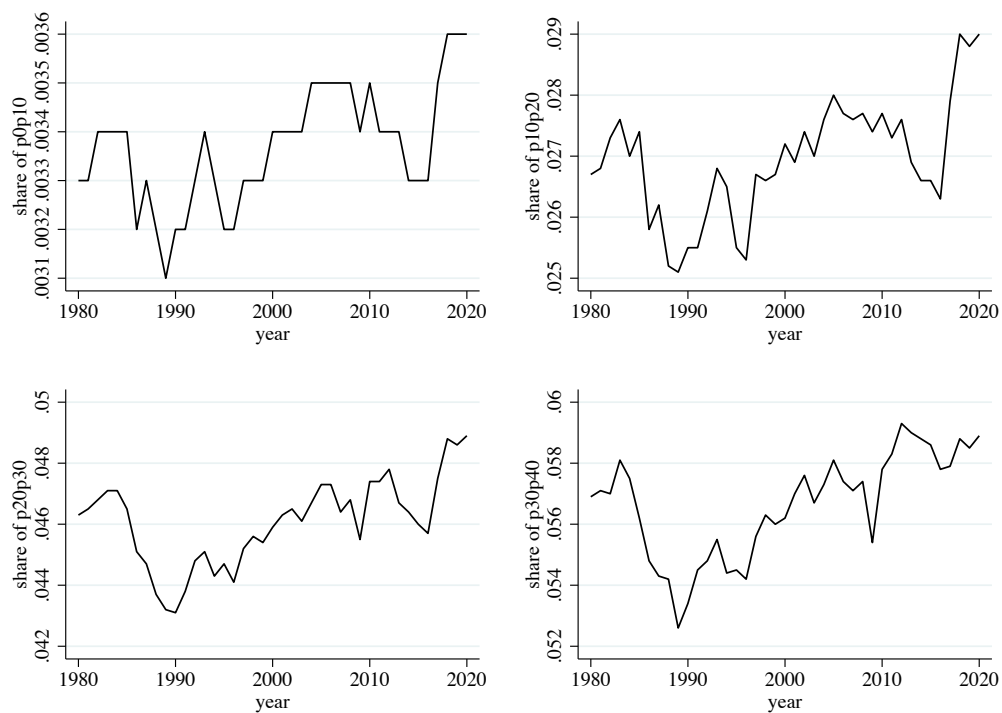 share of p0p10
.0031 .0032 .0033 .0034 .0035 .0036
1980 1990 2000 2010 2020
year
share of p10p20
.025 .026 .027 .028 .029
1980 1990 2000 2010 2020
year
share of p20p30
.042 .044 .046 .048 .05
1980 1990 2000 2010 2020
year
share of p30p40
.052 .054 .056 .058 .06
1980 1990 2000 2010 2020
year